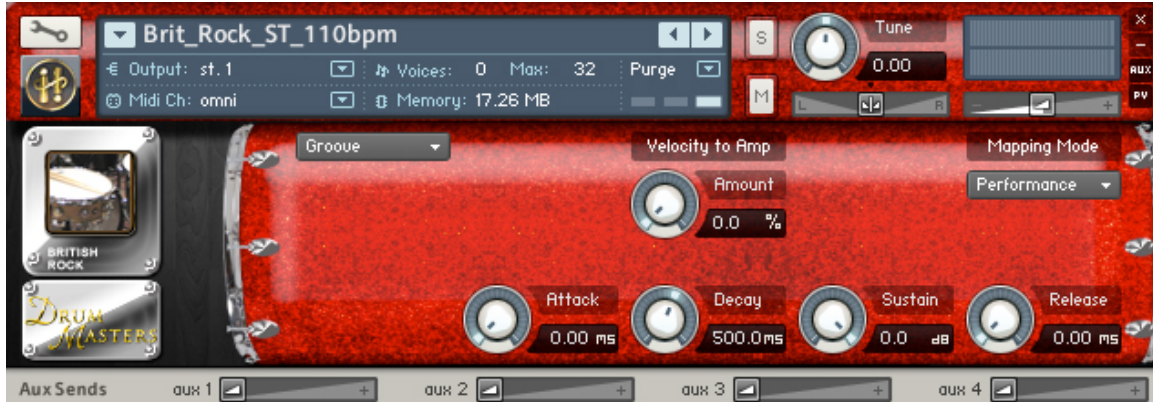 Brit_Rock_ST_110bpm
S
Tune
0.00
Output: st. 1
Voices: 0 Max: 32
Purge
Midi Ch: omni
Memory: 17.26 MB
M
L R
- +
×
–
AUX
PV
Groove
Velocity to Amp
Mapping Mode
Amount
Performance
0.0 %
BRITISH
ROCK
DRUM
MASTERS
Attack
Decay
Sustain
Release
0.00 ms
500.0ms
0.0 dB
0.00 ms
Aux Sends
aux 1 +
aux 2 +
aux 3 +
aux 4 +